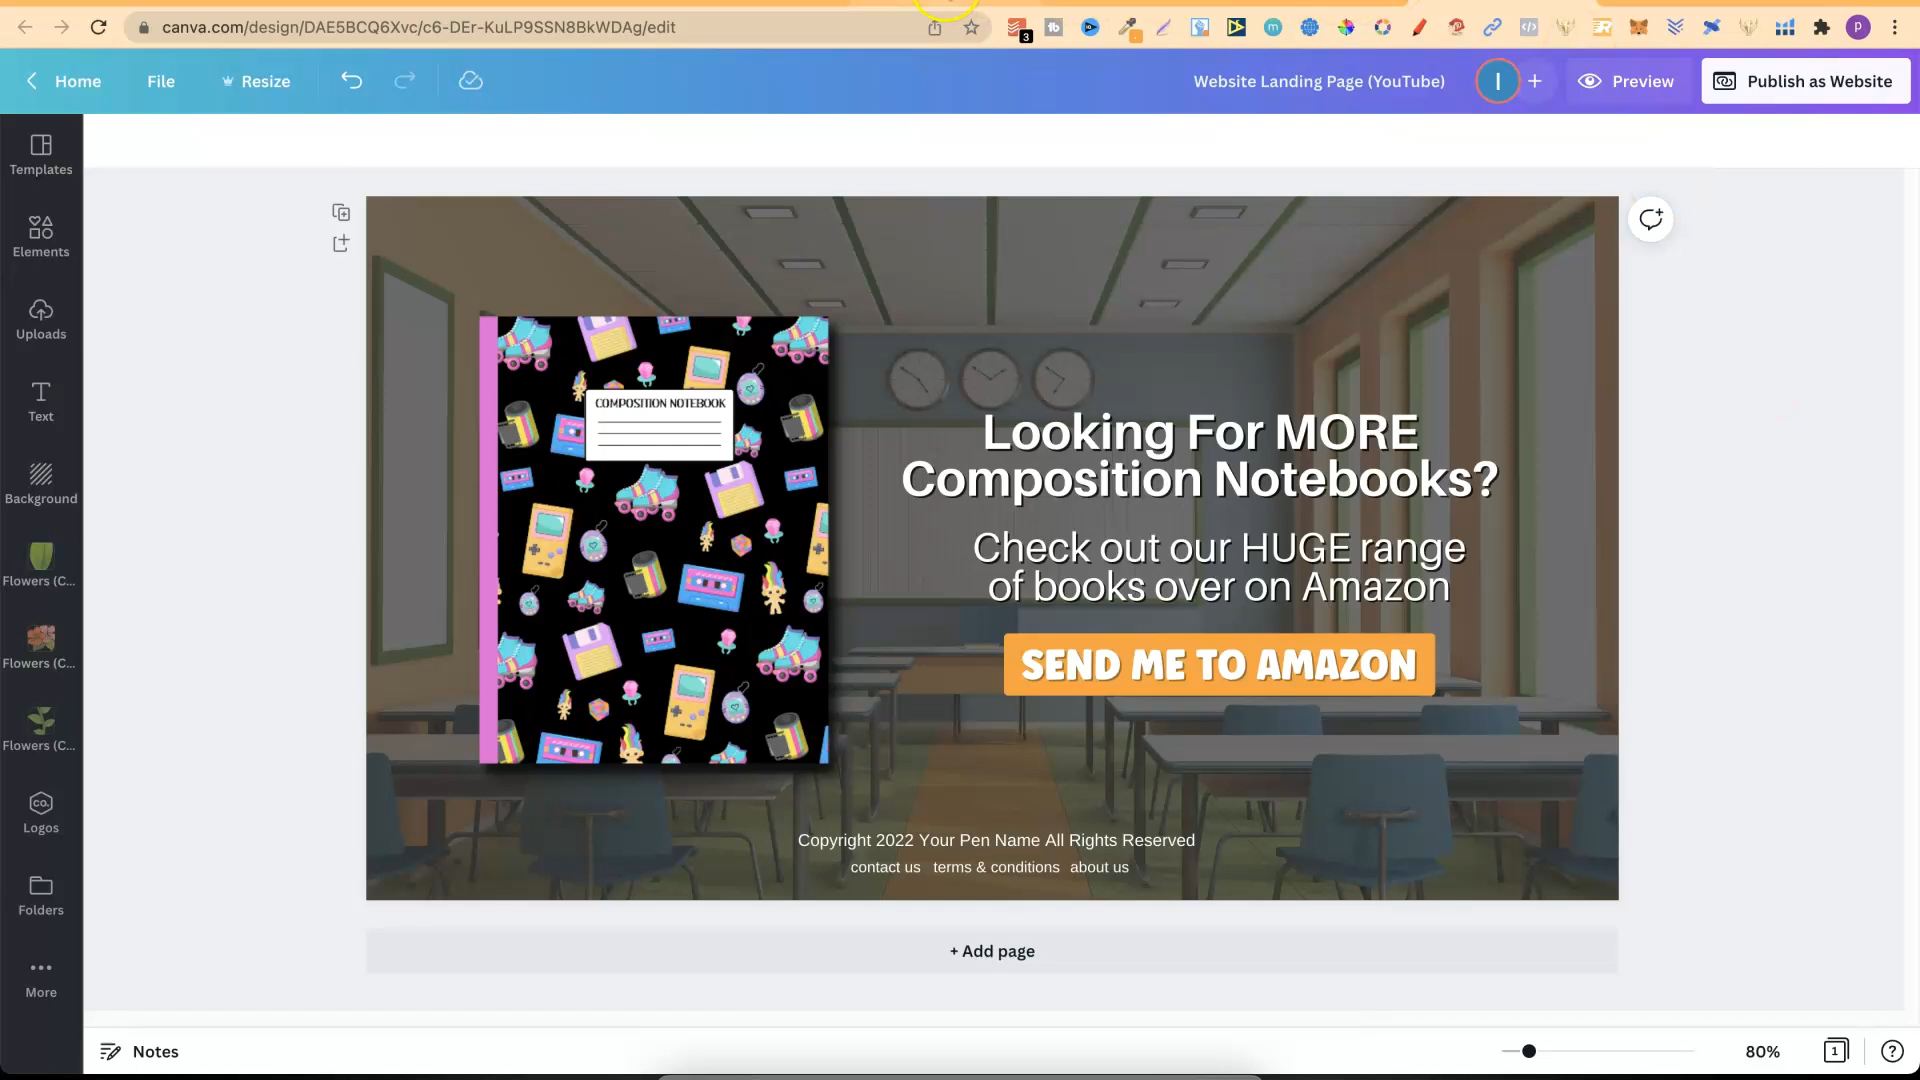 canva.com/design/DAE5BCQ6Xvc/c6-DEr-KuLP9SSN8BkWDAg/edit
3
P
Home
File
Resize
Website Landing Page (YouTube)
I
+
Preview
Publish as Website
Templates
Elements
Uploads
Text
Background
Flowers (C...
Flowers (C...
Flowers (C...
CO.
Logos
Folders
More
COMPOSITION NOTEBOOK
Looking For MORE
Composition Notebooks?
Check out our HUGE range
of books over on Amazon
SEND ME TO AMAZON
Copyright 2022 Your Pen Name All Rights Reserved
contact us terms & conditions about us
+ Add page
Notes
80%
1
?